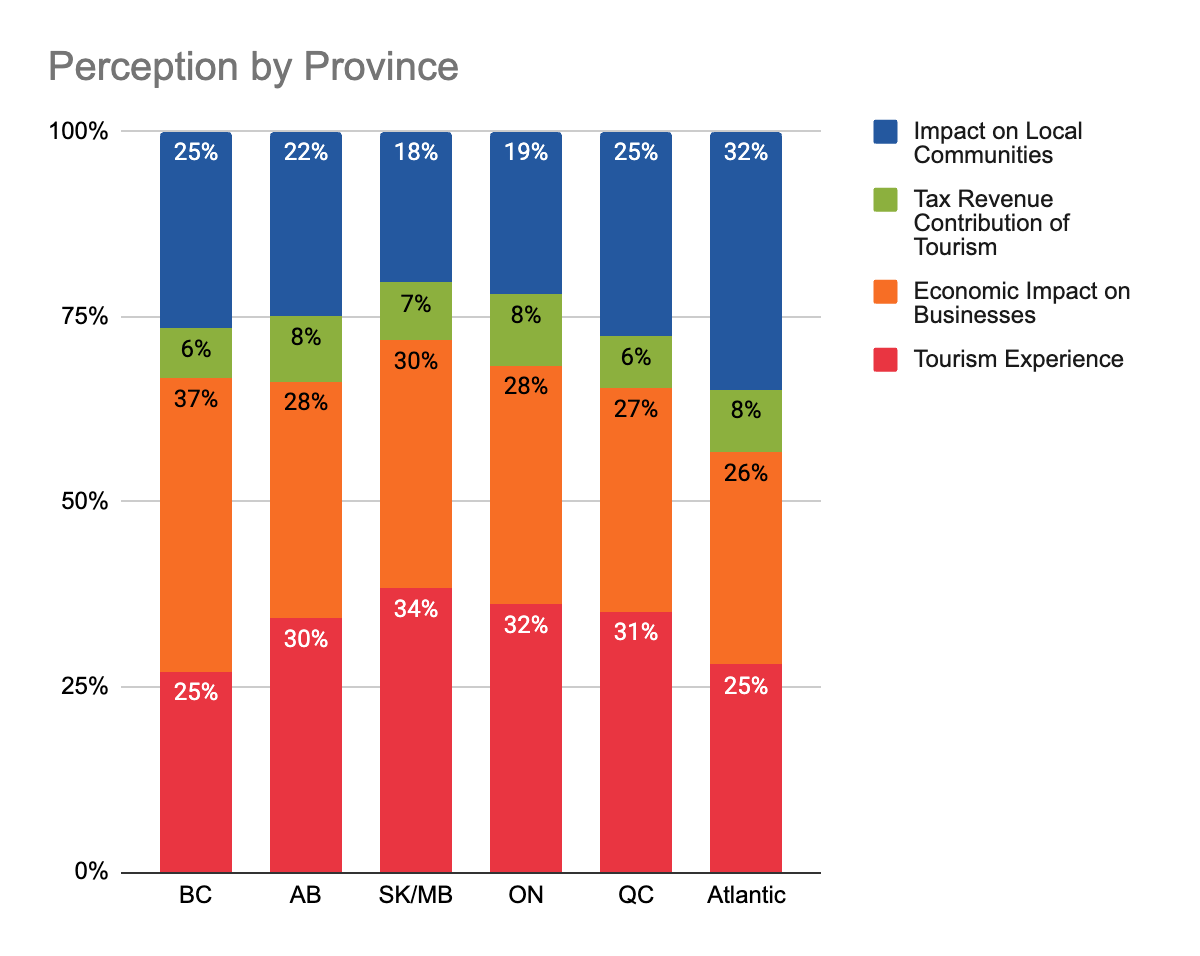 Perception by Province
100%
75%
50%
25%
0%
25%
22%
18%
19%
25%
32%
6%
8%
7%
8%
6%
8%
37%
28%
30%
28%
27%
26%
25%
30%
34%
32%
31%
25%
BC
AB
SK/MB
ON
QC
Atlantic
Impact on Local
Communities
Tax Revenue
Contribution of
Tourism
Economic Impact on
Businesses
Tourism Experience